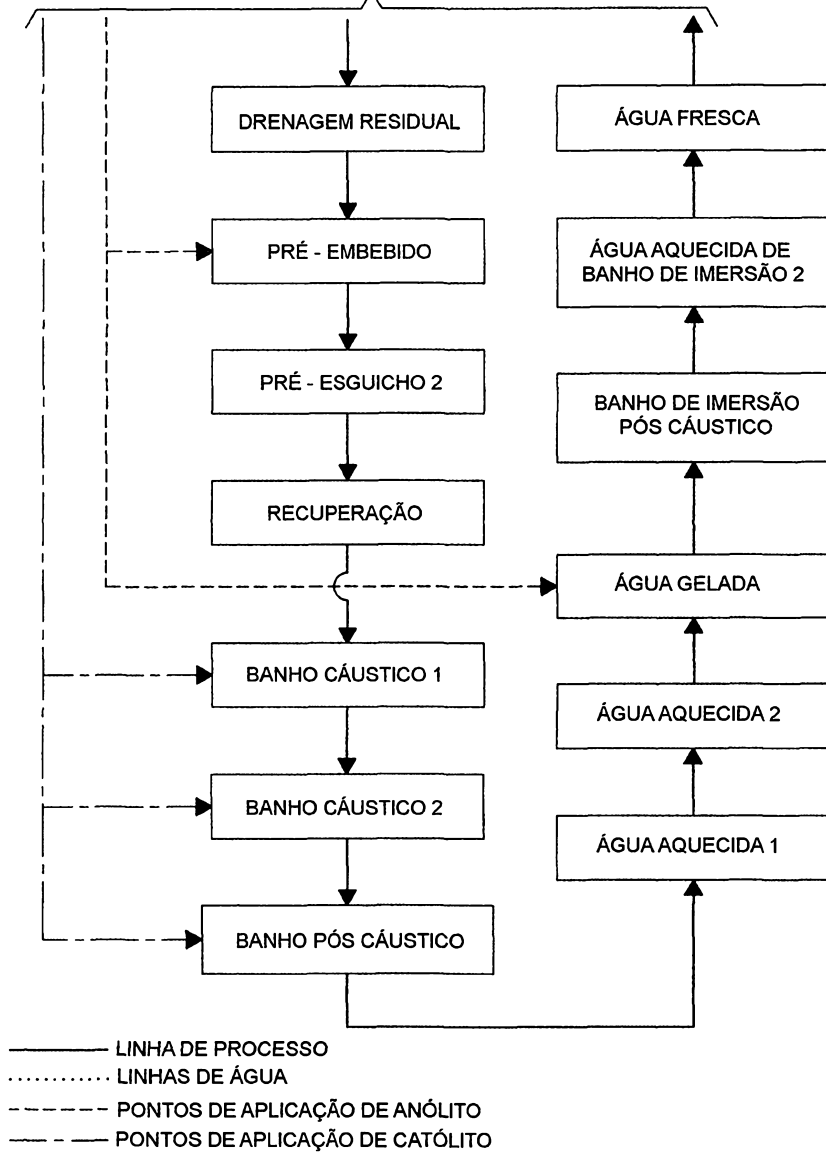 DRENAGEM RESIDUAL
PRÉ - EMBEBIDO
PRÉ - ESGUICHO 2
RECUPERAÇÃO
BANHO CÁUSTICO 1
BANHO CÁUSTICO 2
BANHO PÓS CÁUSTICO
ÁGUA FRESCA
ÁGUA AQUECIDA DE
BANHO DE IMERSÃO 2
BANHO DE IMERSÃO
PÓS CÁUSTICO
ÁGUA GELADA
ÁGUA AQUECIDA 2
ÁGUA AQUECIDA 1
LINHA DE PROCESSO
LINHAS DE ÁGUA
PONTOS DE APLICAÇÃO DE ANÓLITO
PONTOS DE APLICAÇÃO DE CATÓLITO